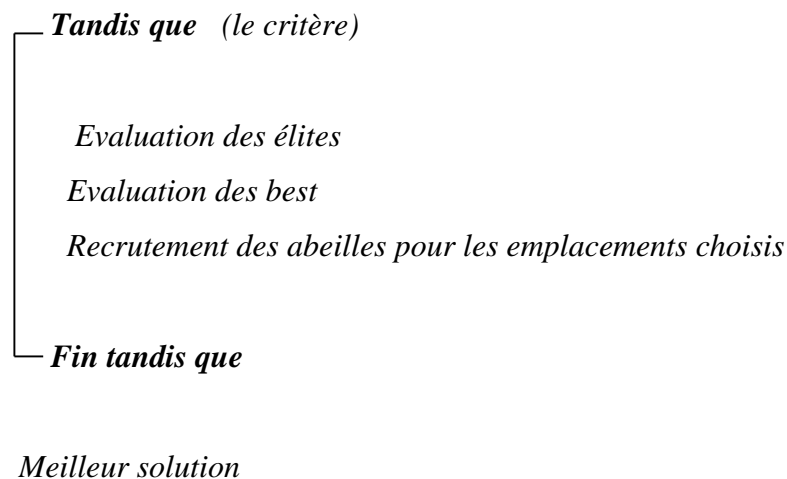 Tandis que (le critère)
Evaluation des élites
Evaluation des best
Recrutement des abeilles pour les emplacements choisis
Fin tandis que
Meilleur solution